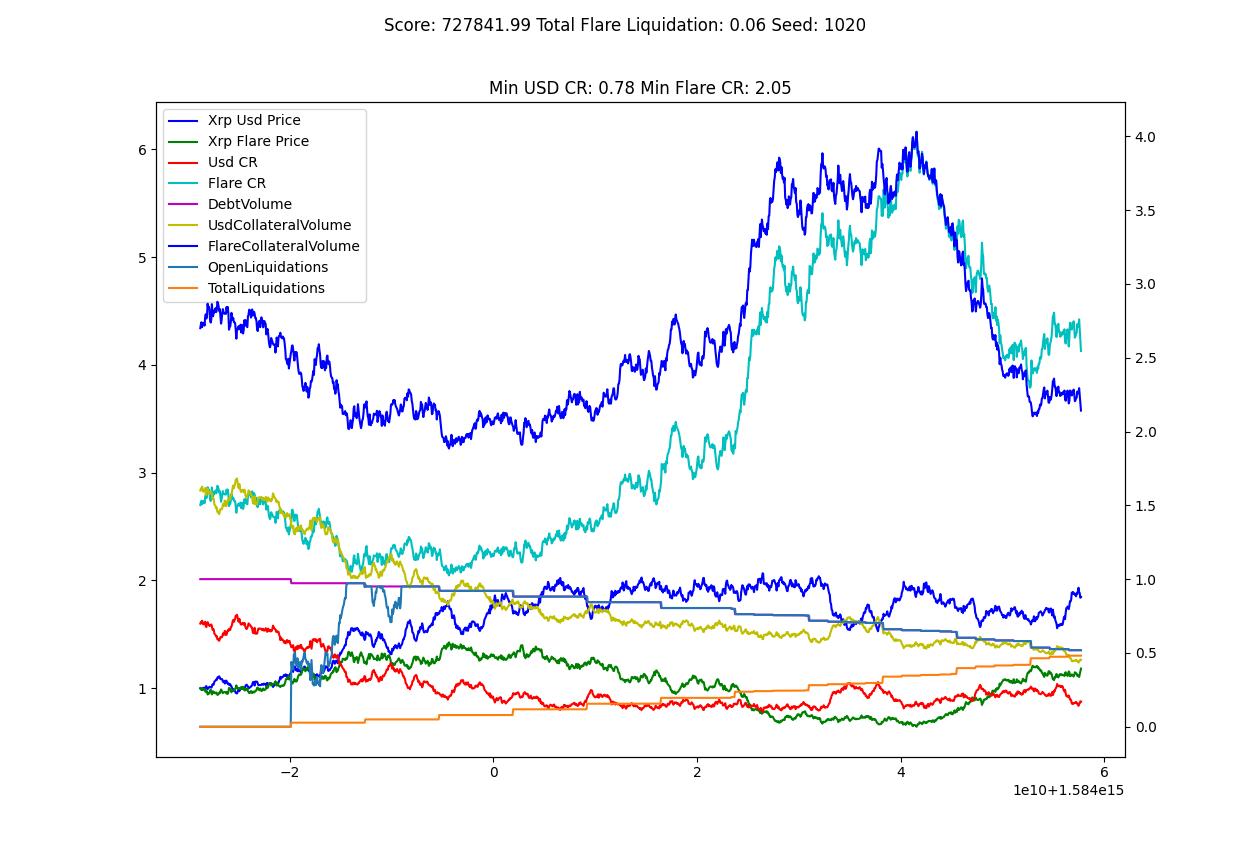 Score: 727841.99 Total Flare Liquidation: 0.06 Seed: 1020
Min USD CR: 0.78 Min Flare CR: 2.05
Xrp Usd Price
Xrp Flare Price
Usd CR
Flare CR
DebtVolume
UsdCollateralVolume
FlareCollateralVolume
OpenLiquidations
TotalLiquidations
6
5
4
3
2
1
4.0
3.5
3.0
2.5
2.0
1.5
1.0
0.5
0.0
−2 0 2 4 6
1e10+1.584e15